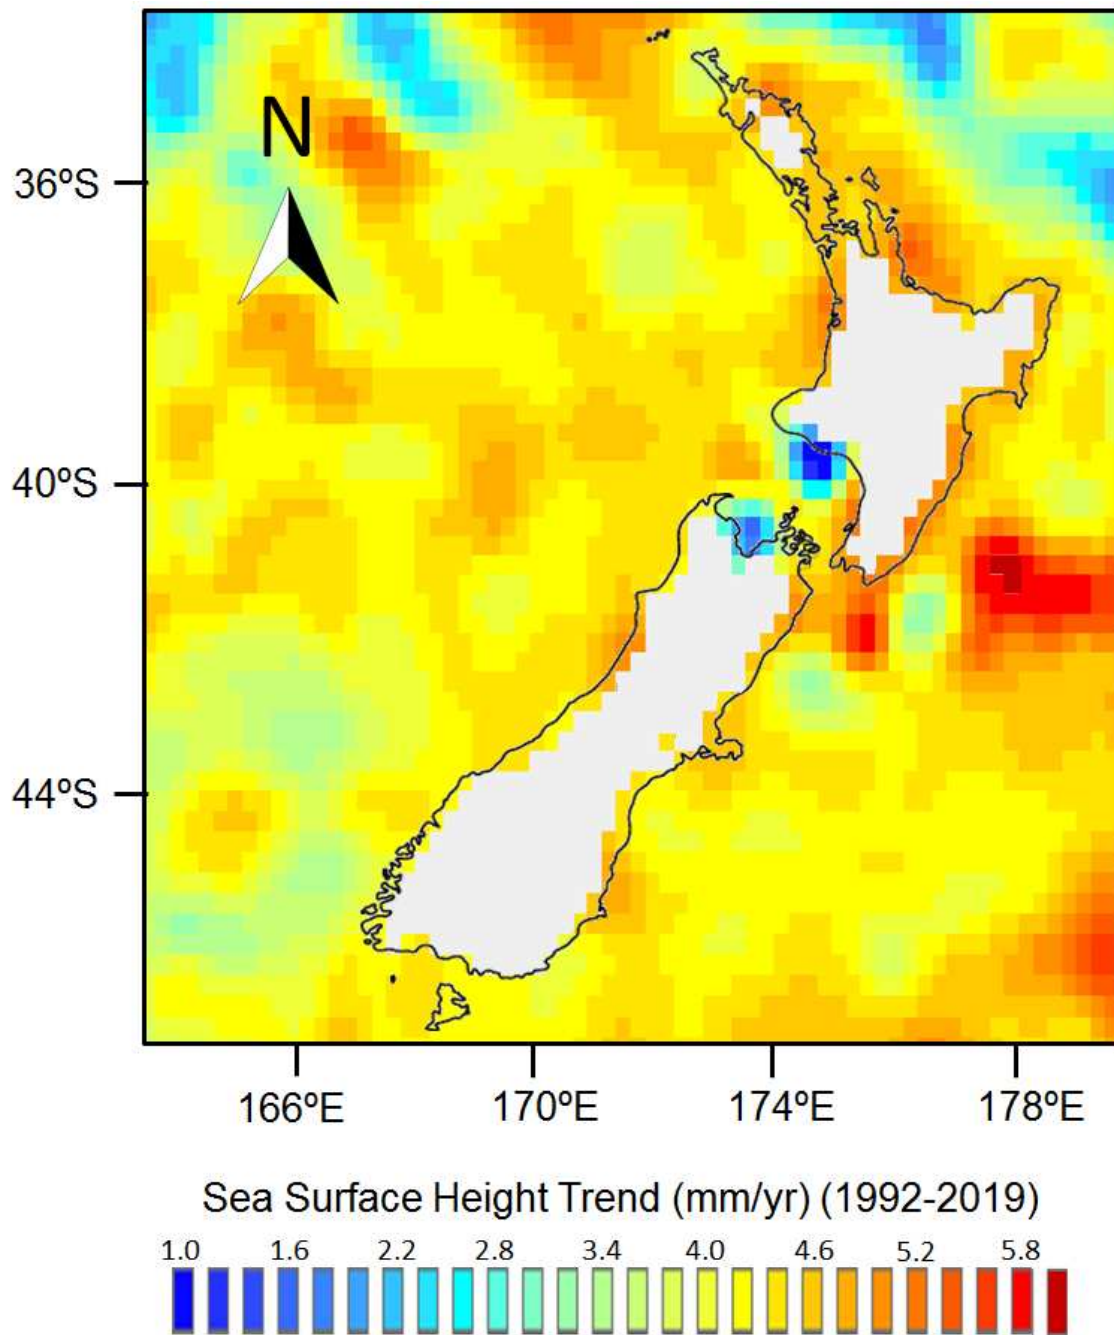 N
36ºS
40ºS
44ºS
166ºE 170ºE 174ºE 178ºE
Sea Surface Height Trend (mm/yr) (1992-2019)
1.0 1.6 2.2 2.8 3.4 4.0 4.6 5.2 5.8